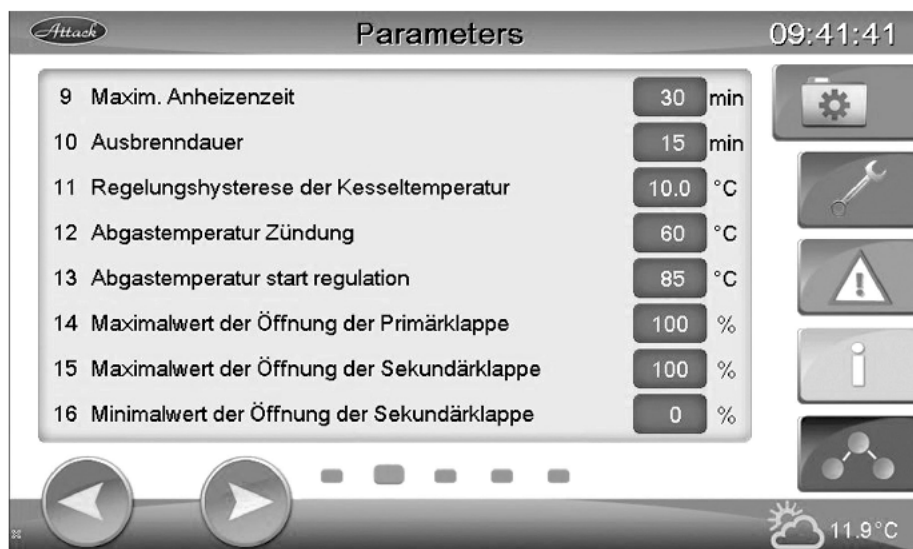 Attack
Parameters
09:41:41
9 Maxim. Anheizenzeit 30 min
10 Ausbrenndauer 15 min
11 Regelungshysterese der Kesseltemperatur 10.0 °C
12 Abgastemperatur Zündung 60 °C
13 Abgastemperatur start regulation 85 °C
14 Maximalwert der Öffnung der Primärklappe 100 %
15 Maximalwert der Öffnung der Sekundärklappe 100 %
16 Minimalwert der Öffnung der Sekundärklappe 0 %
11.9°C